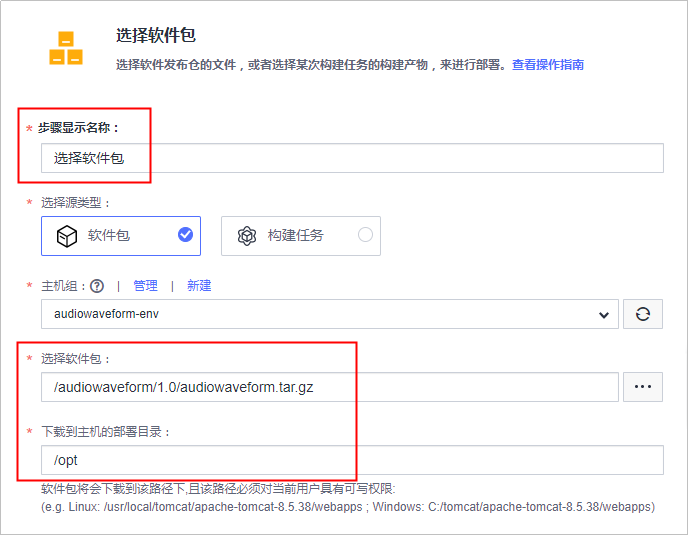 选择软件包
选择软件发布仓的文件，或者选择某次构建任务的构建产物，来进行部署。查看操作指南
* 步骤显示名称：
选择软件包
* 选择源类型：
软件包 构建任务
* 主机组：? | 管理 | 新建
audiowaveform-env
* 选择软件包：
/audiowaveform/1.0/audiowaveform.tar.gz ...
* 下载到主机的部署目录：
/opt
软件包将会下载到该路径下,且该路径必须对当前用户具有可写权限:
(e.g. Linux: /usr/local/tomcat/apache-tomcat-8.5.38/webapps ; Windows: C:/tomcat/apache-tomcat-8.5.38/webapps)